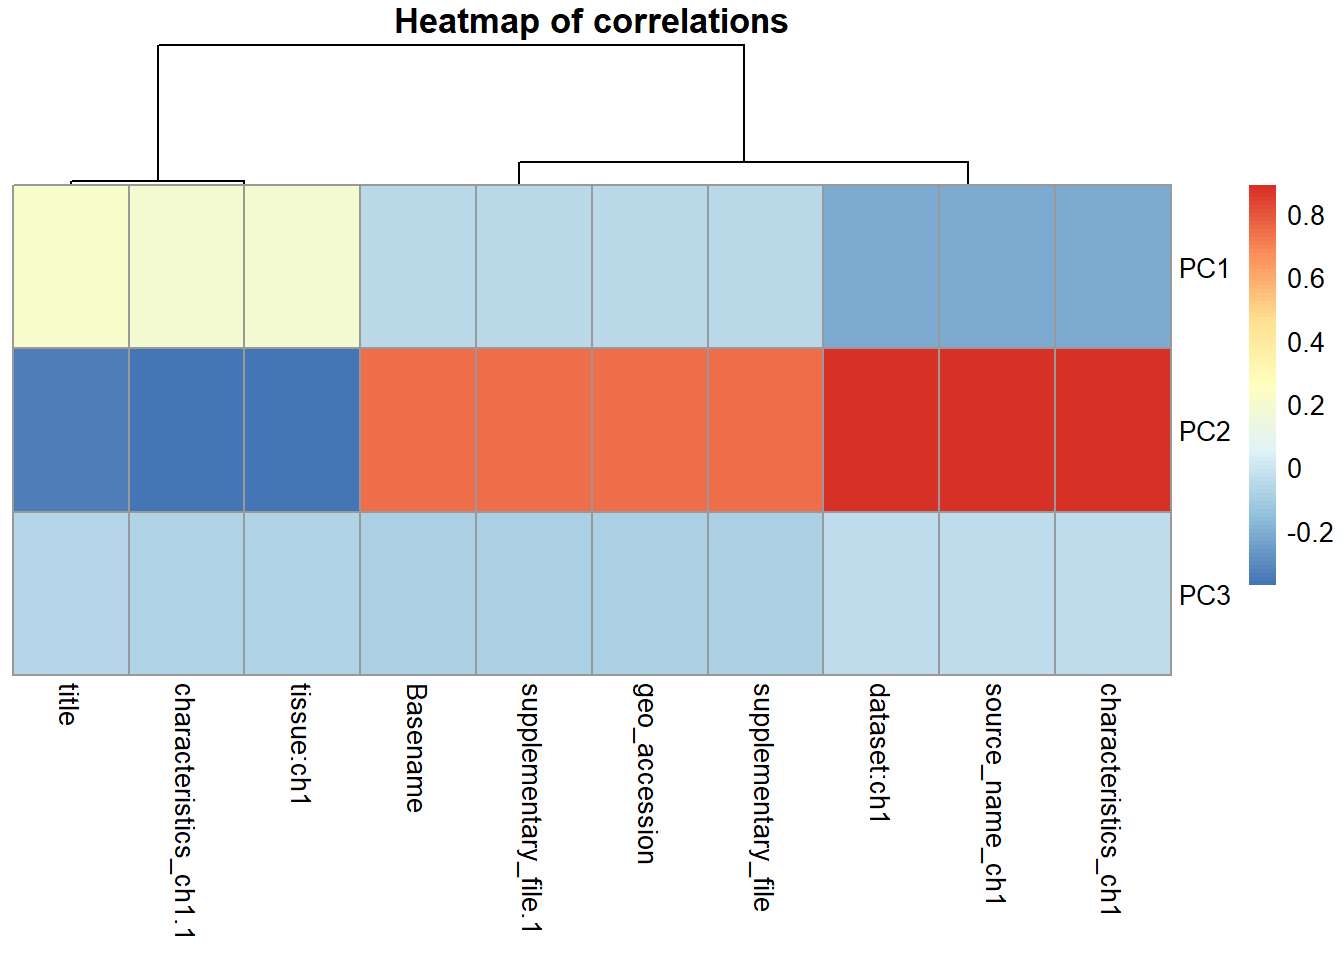 Heatmap of correlations
PC1
PC2
PC3
0.8
0.6
0.4
0.2
0
-0.2
title
characteristics_ch1.1
tissue:ch1
Basename
supplementary_file.1
geo_accession
supplementary_file
dataset:ch1
source_name_ch1
characteristics_ch1